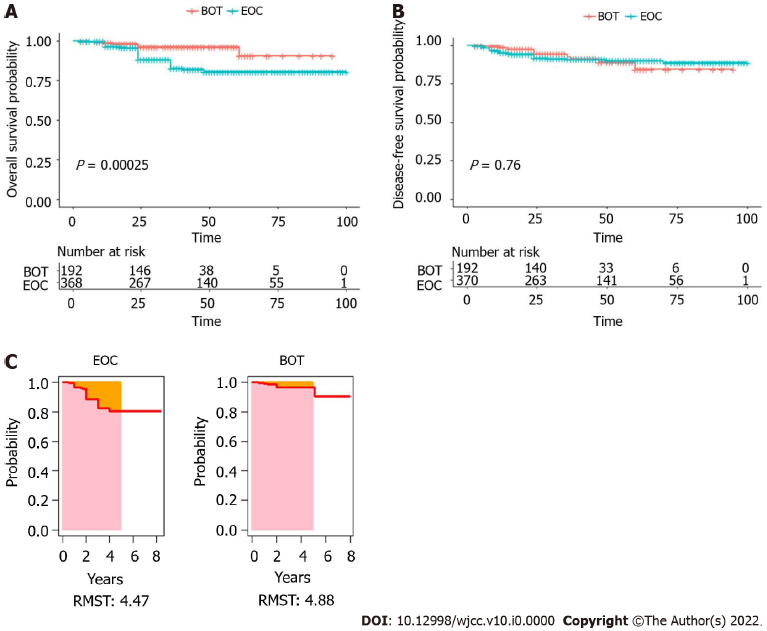 A
BOT EOC
Overall survival probability
1.00
0.75
0.50
0.25
0.00
P = 0.00025
0 25 50 75 100
Time
Number at risk
BOT 192 146 38 5 0
EOC 368 267 140 55 1
0 25 50 75 100
Time
B
BOT EOC
Disease-free survival probability
1.00
0.75
0.50
0.25
0.00
P = 0.76
0 25 50 75 100
Time
Number at risk
BOT 192 140 33 6 0
EOC 370 263 141 56 1
0 25 50 75 100
Time
C
EOC
Probability
1.0
0.8
0.6
0.4
0.2
0.0
0 2 4 6 8
Years
RMST: 4.47
BOT
Probability
1.0
0.8
0.6
0.4
0.2
0.0
0 2 4 6 8
Years
RMST: 4.88
DOI: 10.12998/wjcc.v10.i0.0000 Copyright ©The Author(s) 2022.